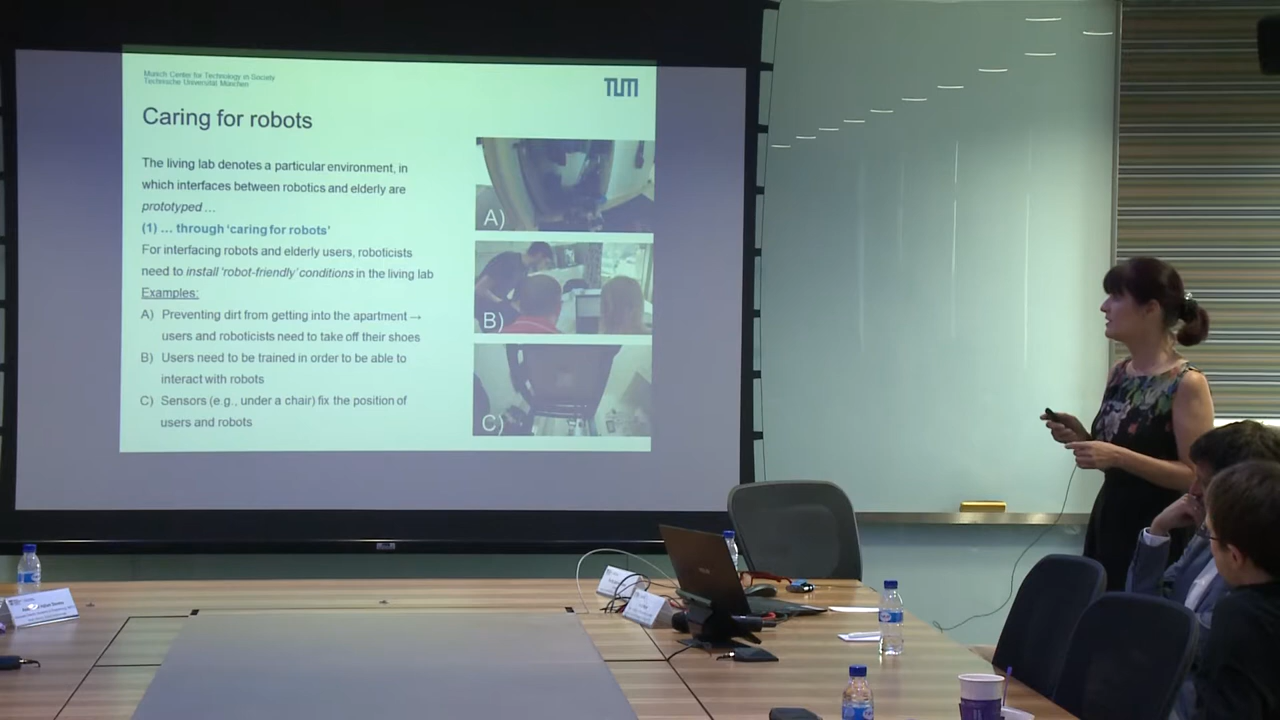 Munich Center for Technology in Society
Technische Universität München
TUM
Caring for robots
The living lab denotes a particular environment, in
which interfaces between robotics and elderly are
prototyped ...
(1) ... through ‘caring for robots’
For interfacing robots and elderly users, roboticists
need to install ‘robot-friendly’ conditions in the living lab
Examples:
A) Preventing dirt from getting into the apartment →
users and roboticists need to take off their shoes
B) Users need to be trained in order to be able to
interact with robots
C) Sensors (e.g., under a chair) fix the position of
users and robots
A)
B)
C)